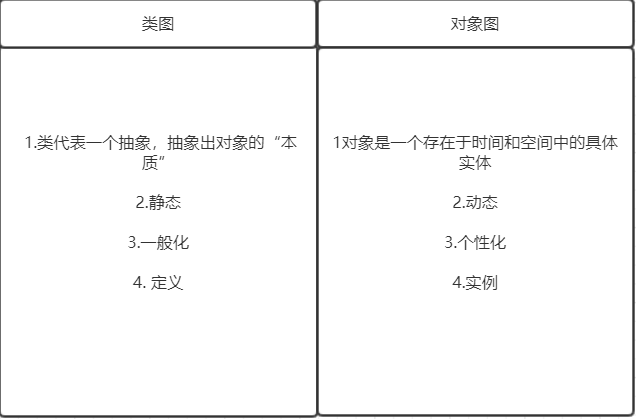 类图
对象图
1.类代表一个抽象，抽象出对象的“本
质”
2.静态
3.一般化
4. 定义
1对象是一个存在于时间和空间中的具体
实体
2.动态
3.个性化
4.实例